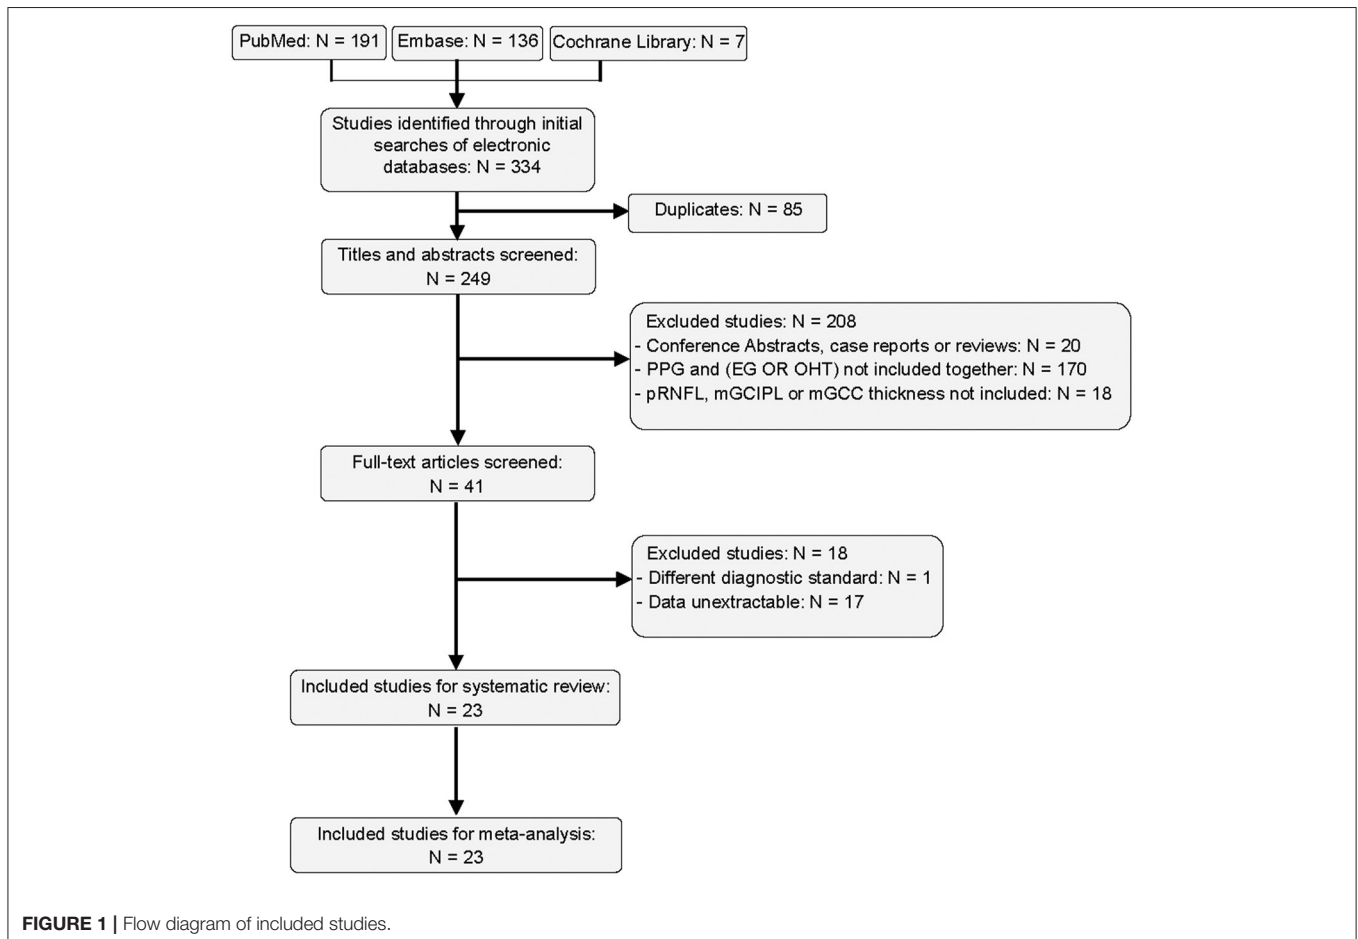 PubMed: N = 191
Embase: N = 136
Cochrane Library: N = 7
Studies identified through initial
searches of electronic
databases: N = 334
Duplicates: N = 85
Titles and abstracts screened:
N = 249
Excluded studies: N = 208
- Conference Abstracts, case reports or reviews: N = 20
- PPG and (EG OR OHT) not included together: N = 170
- pRNFL, mGCIPL or mGCC thickness not included: N = 18
Full-text articles screened:
N = 41
Excluded studies: N = 18
- Different diagnostic standard: N = 1
- Data unextractable: N = 17
Included studies for systematic review:
N = 23
Included studies for meta-analysis:
N = 23
FIGURE 1 | Flow diagram of included studies.